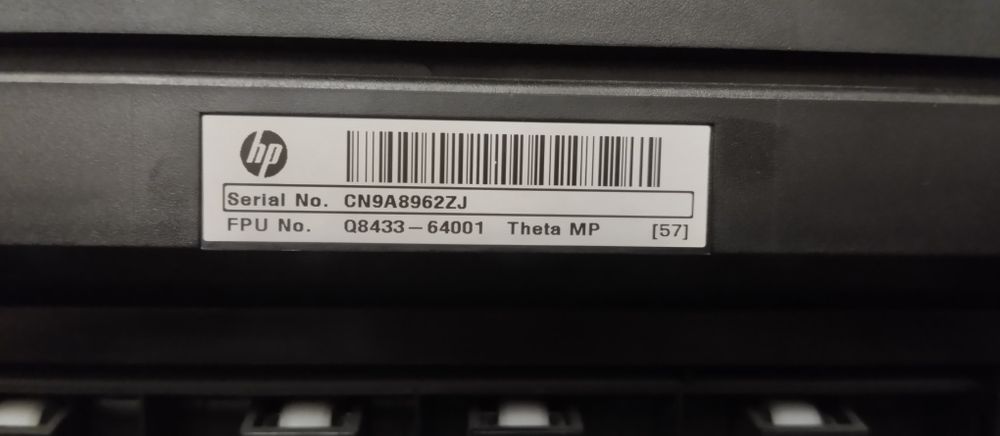 hp
Serial No. CN9A8962ZJ
FPU No. Q8433-64001 Theta MP [57]